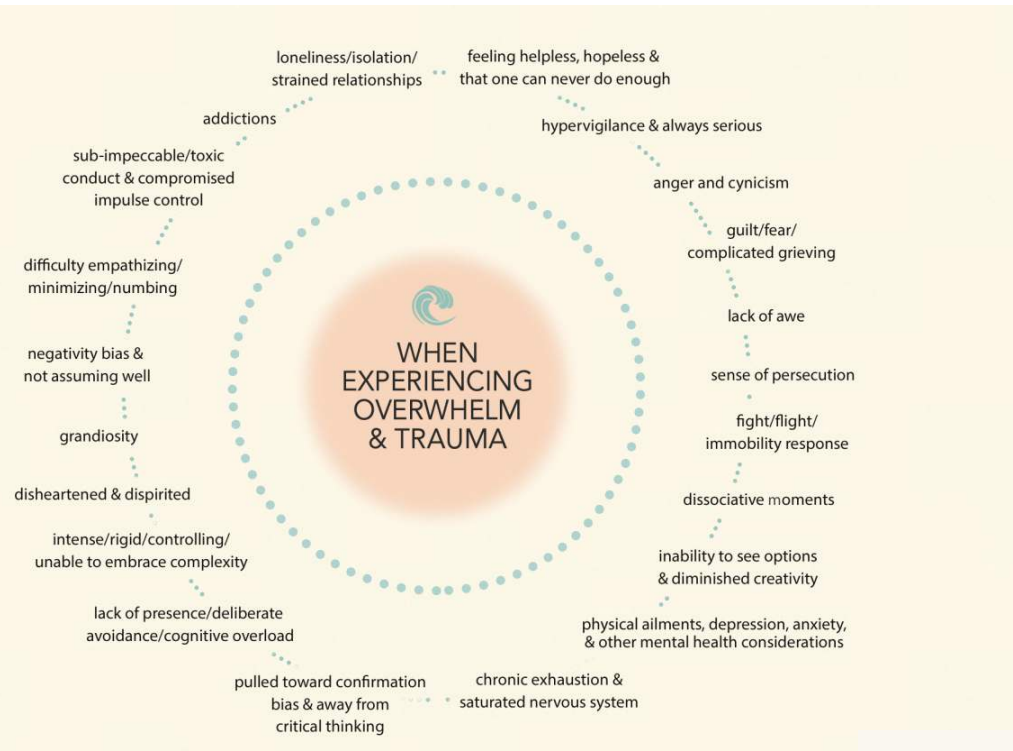 WHEN
EXPERIENCING
OVERWHELM
& TRAUMA
feeling helpless, hopeless &
that one can never do enough
hypervigilance & always serious
anger and cynicism
guilt/fear/
complicated grieving
lack of awe
sense of persecution
fight/flight/
immobility response
dissociative moments
inability to see options
& diminished creativity
physical ailments, depression, anxiety,
& other mental health considerations
chronic exhaustion &
saturated nervous system
pulled toward confirmation
bias & away from
critical thinking
lack of presence/deliberate
avoidance/cognitive overload
intense/rigid/controlling/
unable to embrace complexity
disheartened & dispirited
grandiosity
negativity bias &
not assuming well
difficulty empathizing/
minimizing/numbing
sub-impeccable/toxic
conduct & compromised
impulse control
addictions
loneliness/isolation/
strained relationships